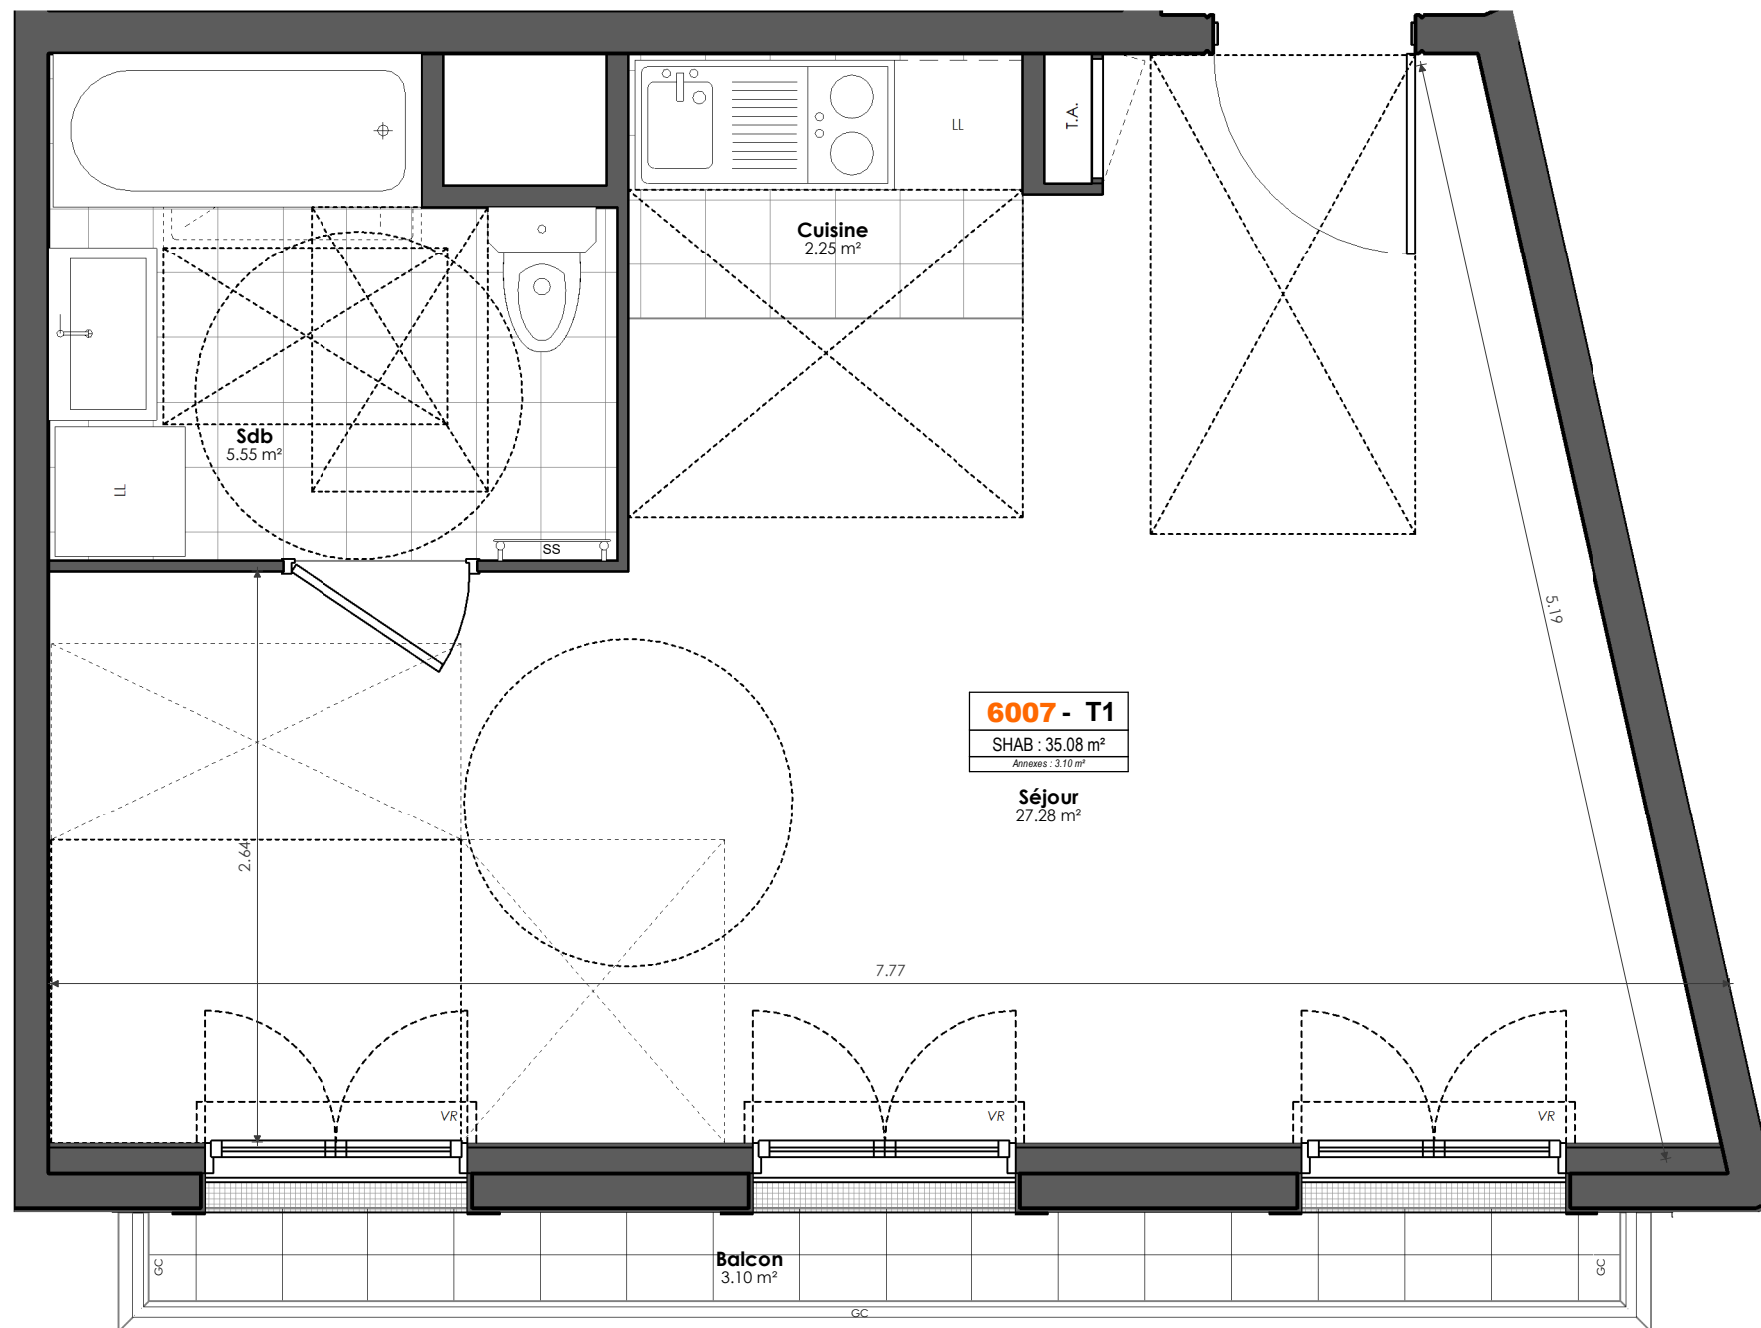 LL
T.A.
Cuisine
2.25 m²
Sdb
5.55 m²
LL
SS
5.19
6007 - T1
SHAB : 35.08 m²
Annexes : 3.10 m²
Séjour
27.28 m²
2.64
7.77
VR
VR
VR
Balcon
3.10 m²
GC
GC
GC